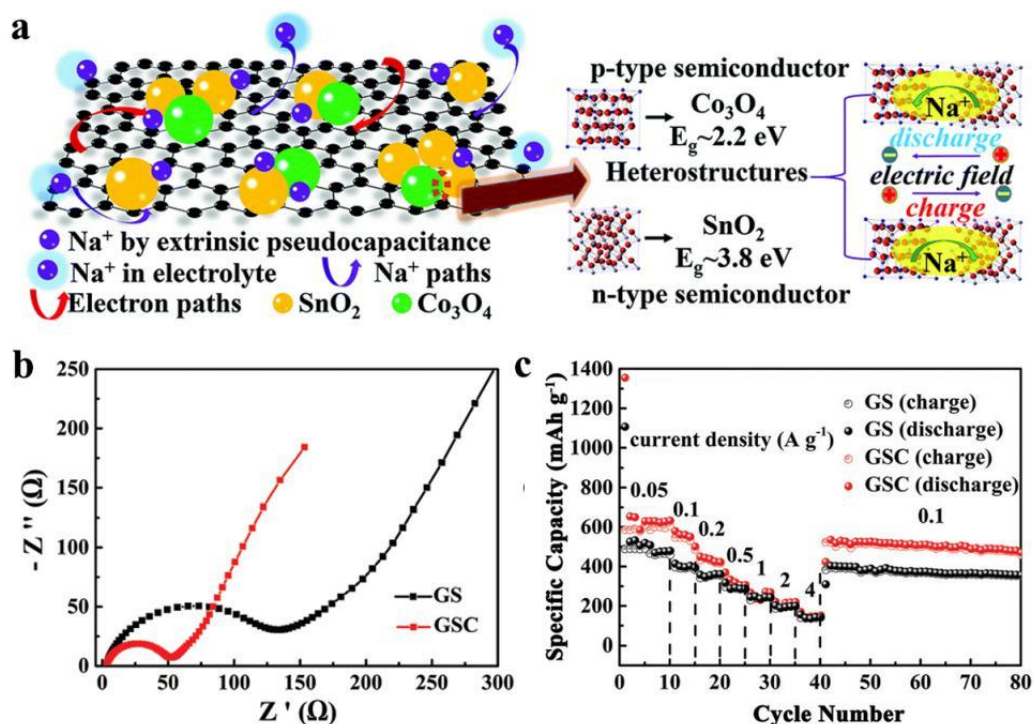 a
p-type semiconductor
Co₃O₄
E_g~2.2 eV
Heterostructures
SnO₂
E_g~3.8 eV
n-type semiconductor
Na⁺
discharge
electric field
charge
Na⁺
Na⁺ by extrinsic pseudocapacitance
Na⁺ in electrolyte
Na⁺ paths
Electron paths
SnO₂
Co₃O₄
b
250
200
150
100
50
0
- Z '' (Ω)
0 50 100 150 200 250 300
Z ' (Ω)
GS
GSC
c
1400
1200
1000
800
600
400
200
0
Specific Capacity (mAh g⁻¹)
current density (A g⁻¹)
GS (charge)
GS (discharge)
GSC (charge)
GSC (discharge)
0.05
0.1
0.2
0.5
1
2
4
0.1
0 10 20 30 40 50 60 70 80
Cycle Number